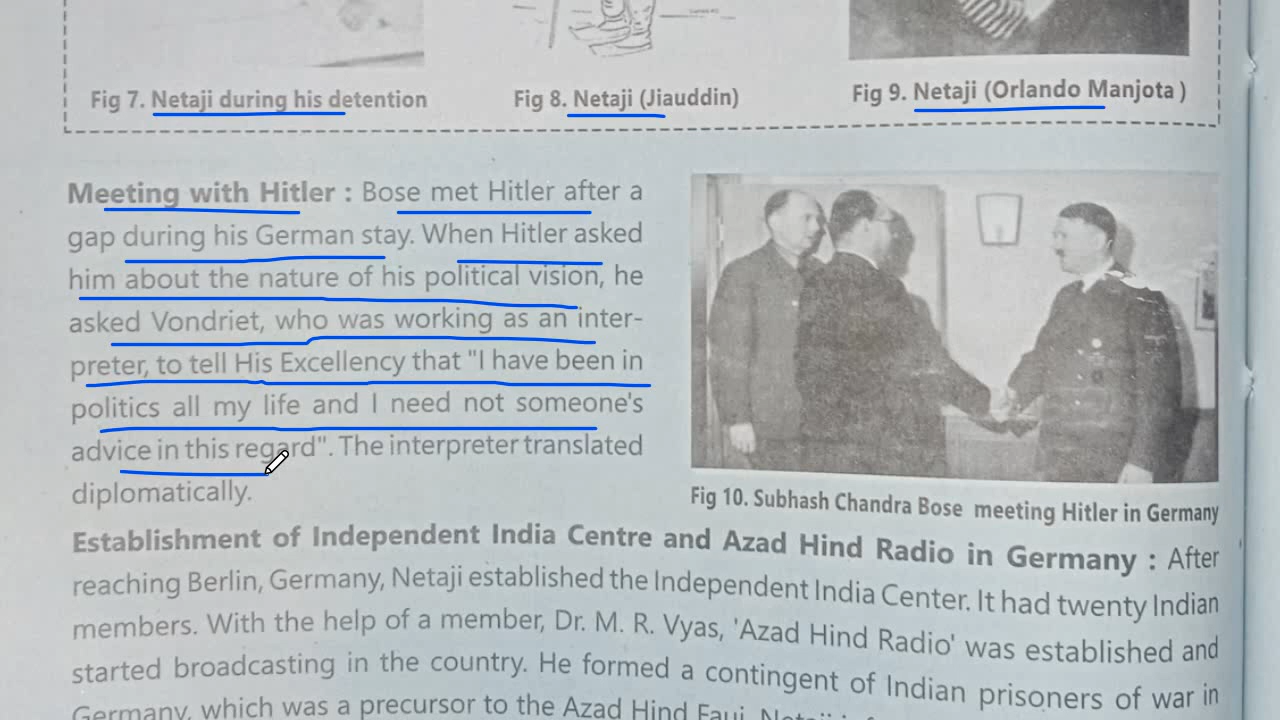 Fig 7. Netaji during his detention
Fig 8. Netaji (Jiauddin)
Fig 9. Netaji (Orlando Manjota )
Meeting with Hitler : Bose met Hitler after a
gap during his German stay. When Hitler asked
him about the nature of his political vision, he
asked Vondriet, who was working as an inter-
preter, to tell His Excellency that "I have been in
politics all my life and I need not someone's
advice in this regard". The interpreter translated
diplomatically.
Fig 10. Subhash Chandra Bose meeting Hitler in Germany
Establishment of Independent India Centre and Azad Hind Radio in Germany : After
reaching Berlin, Germany, Netaji established the Independent India Center. It had twenty Indian
members. With the help of a member, Dr. M. R. Vyas, 'Azad Hind Radio' was established and
started broadcasting in the country. He formed a contingent of Indian prisoners of war in
Germany, which was a precursor to the Azad Hind Fauj.